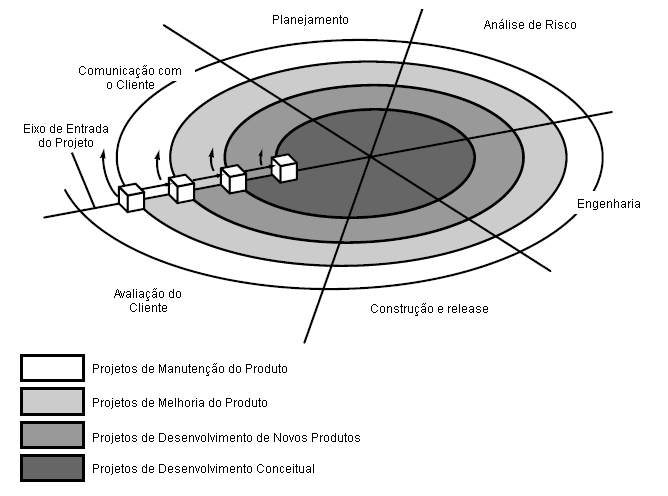 Planejamento
Análise de Risco
Comunicação com
o Cliente
Eixo de Entrada
do Projeto
Engenharia
Avaliação do
Cliente
Construção e release
Projetos de Manutenção do Produto
Projetos de Melhoria do Produto
Projetos de Desenvolvimento de Novos Produtos
Projetos de Desenvolvimento Conceitual